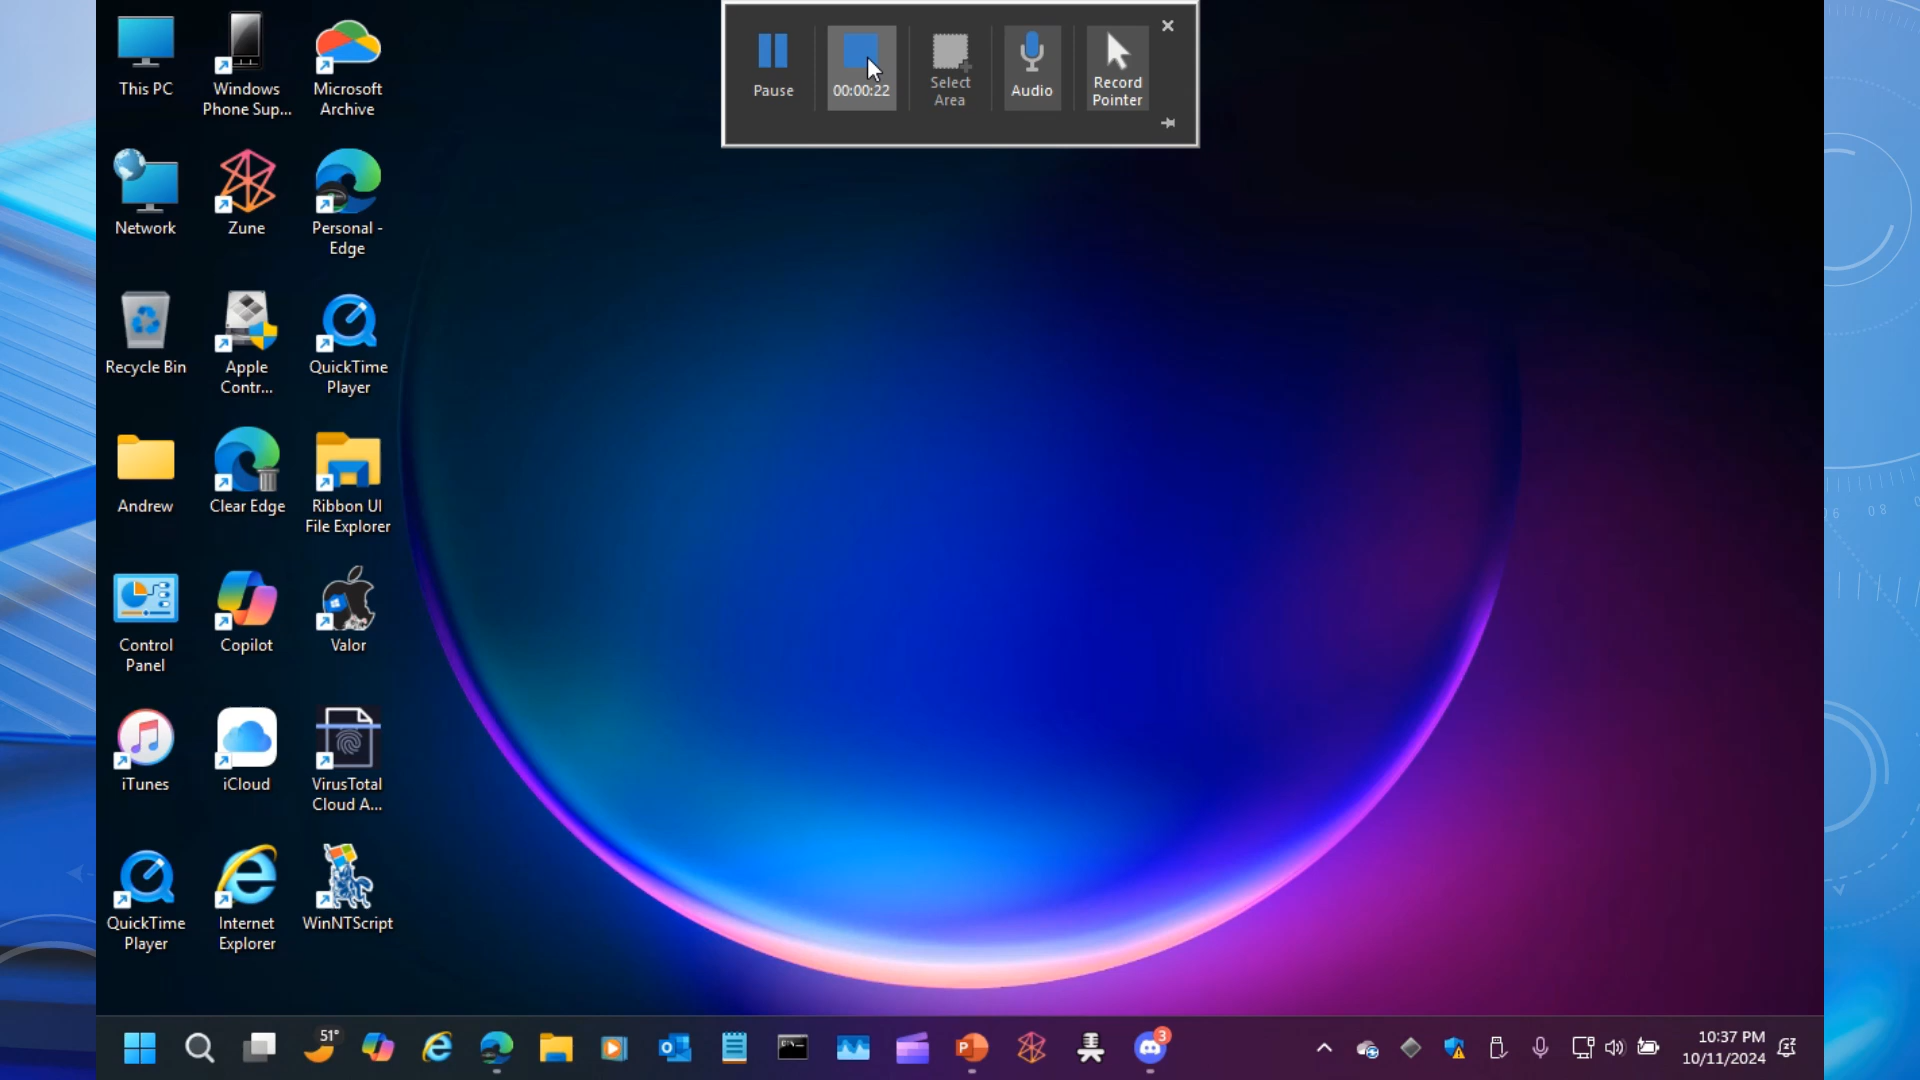 Pause
00:00:22
Select
Area
Audio
Record
Pointer
This PC
Windows
Phone Sup...
Microsoft
Archive
Network
Zune
Personal -
Edge
Recycle Bin
Apple
Contr...
QuickTime
Player
Andrew
Clear Edge
Ribbon UI
File Explorer
Control
Panel
Copilot
Valor
iTunes
iCloud
VirusTotal
Cloud A...
QuickTime
Player
Internet
Explorer
WinNTScript
51°
3
10:37 PM
10/11/2024
08